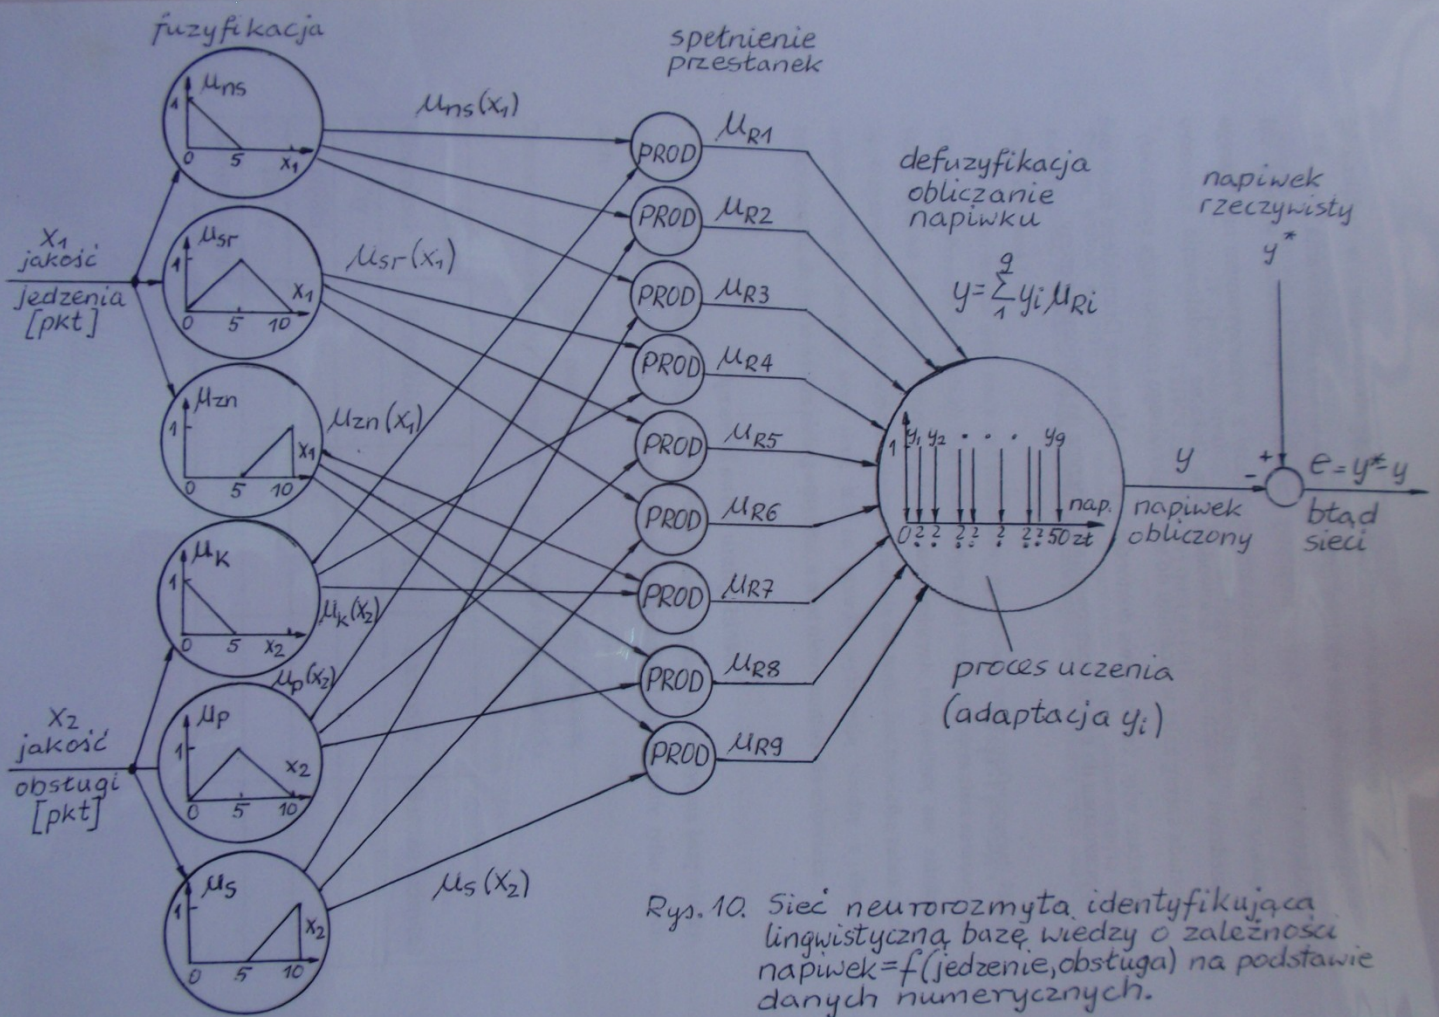 fuzyfikacja
μns
1
0 5 x1
x1
jakość
jedzenia
[pkt]
μsr
1
0 5 10 x1
μzn
1
0 5 10 x1
μk
1
0 5 x2
x2
jakość
obsługi
[pkt]
μp
1
0 5 10 x2
μs
1
0 5 10 x2
μns(x1)
μsr(x1)
μzn(x1)
μk(x2)
μp(x2)
μs(x2)
spełnienie
przesłanek
PROD μR1
PROD μR2
PROD μR3
PROD μR4
PROD μR5
PROD μR6
PROD μR7
PROD μR8
PROD μR9
defuzyfikacja
obliczanie
napiwku
9
y=Σ yi μRi
1
1 y1 y2 . . . y9
nap.
0 ? ? ? ? ? ? ? 50 zł
proces uczenia
(adaptacja yi)
y
napiwek
obliczony
napiwek
rzeczywisty
y*
+
-
e=y*-y
błąd
sieci
Rys.10. Sieć neurorozmyta identyfikująca
lingwistyczną bazę wiedzy o zależności
napiwek=f(jedzenie,obsługa) na podstawie
danych numerycznych.